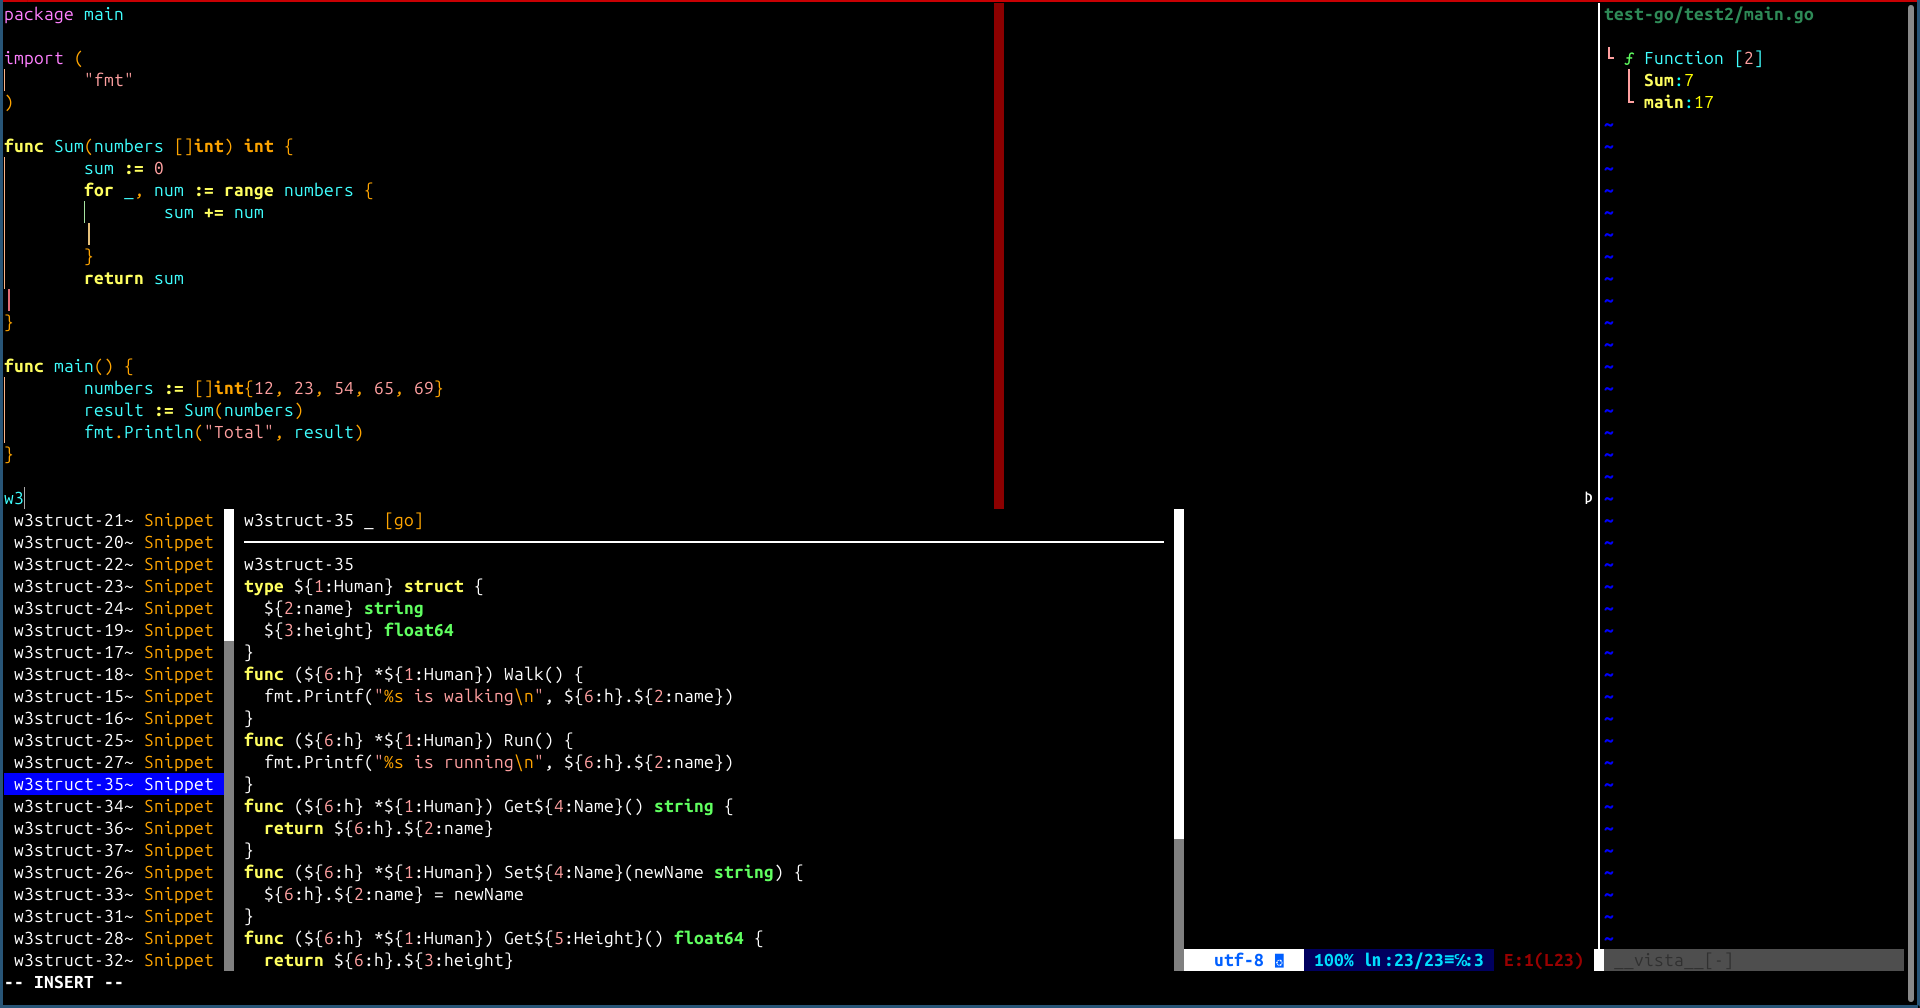 package main
import (
"fmt"
)
func Sum(numbers []int) int {
sum := 0
for _, num := range numbers {
sum += num
}
return sum
}
func main() {
numbers := []int{12, 23, 54, 65, 69}
result := Sum(numbers)
fmt.Println("Total", result)
}
w3
w3struct-21~ Snippet
w3struct-20~ Snippet
w3struct-22~ Snippet
w3struct-23~ Snippet
w3struct-24~ Snippet
w3struct-19~ Snippet
w3struct-17~ Snippet
w3struct-18~ Snippet
w3struct-15~ Snippet
w3struct-16~ Snippet
w3struct-25~ Snippet
w3struct-27~ Snippet
w3struct-35~ Snippet
w3struct-34~ Snippet
w3struct-36~ Snippet
w3struct-37~ Snippet
w3struct-26~ Snippet
w3struct-33~ Snippet
w3struct-31~ Snippet
w3struct-28~ Snippet
w3struct-32~ Snippet
w3struct-35 _ [go]
w3struct-35
type ${1:Human} struct {
${2:name} string
${3:height} float64
}
func (${6:h} *${1:Human}) Walk() {
fmt.Printf("%s is walking\n", ${6:h}.${2:name})
}
func (${6:h} *${1:Human}) Run() {
fmt.Printf("%s is running\n", ${6:h}.${2:name})
}
func (${6:h} *${1:Human}) Get${4:Name}() string {
return ${6:h}.${2:name}
}
func (${6:h} *${1:Human}) Set${4:Name}(newName string) {
${6:h}.${2:name} = newName
}
func (${6:h} *${1:Human}) Get${5:Height}() float64 {
return ${6:h}.${3:height}
utf-8
100% ln:23/23≡℅:3
E:1(L23)
-- INSERT --
test-go/test2/main.go
ƒ Function [2]
Sum:7
main:17
__vista__[-]